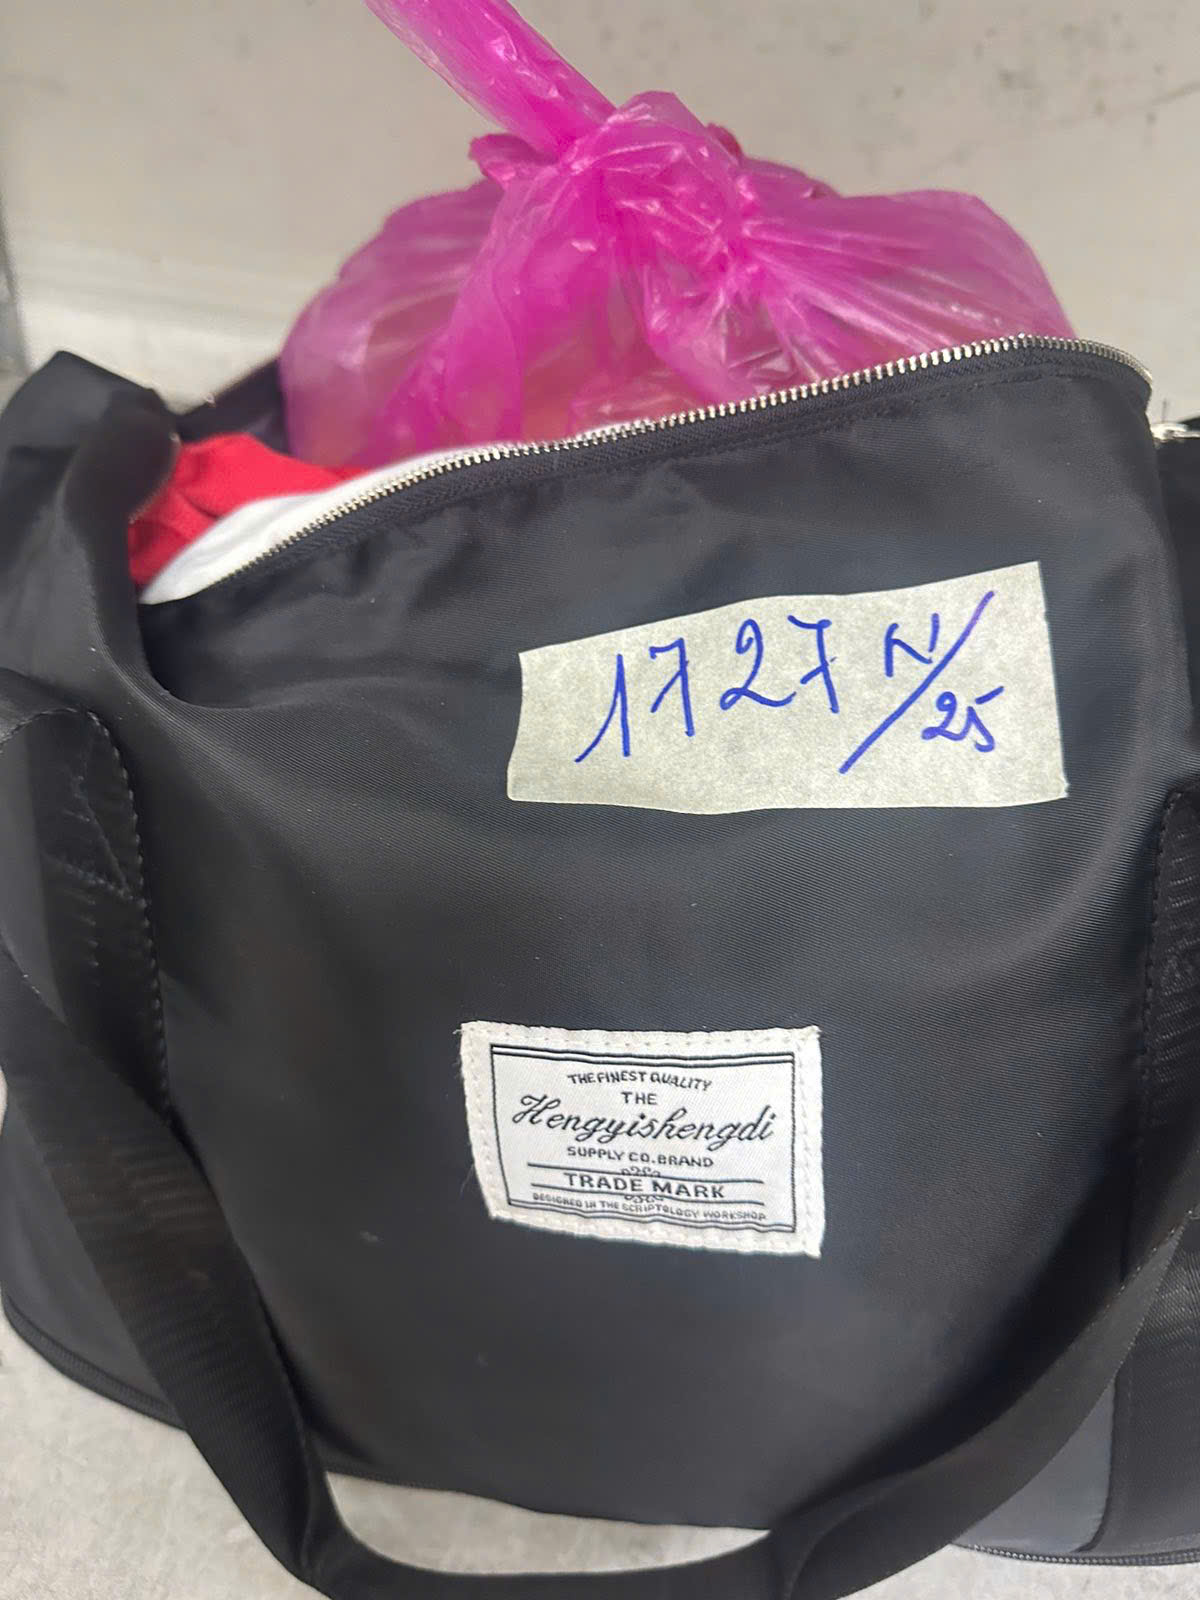 1727 N/25
THE FINEST QUALITY
THE
Hengyishengdi
SUPPLY CO.BRAND
TRADE MARK
DESIGNED IN THE SCRIPTOLOGY WORKSHOP